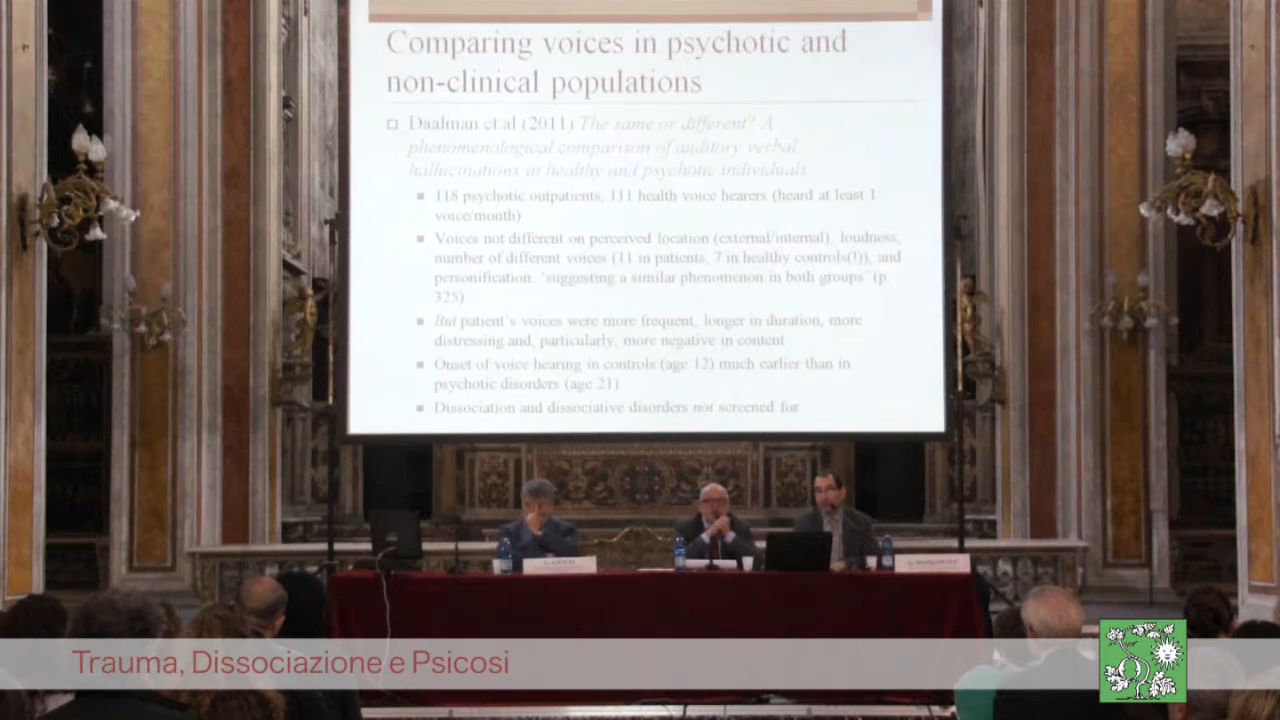 Comparing voices in psychotic and
non-clinical populations
Daalman et al (2011) The same or different? A
phenomenological comparison of auditory verbal
hallucinations in healthy and psychotic individuals
118 psychotic outpatients, 111 health voice hearers (heard at least 1
voice/month)
Voices not different on perceived location (external/internal), loudness,
number of different voices (11 in patients, 7 in healthy controls(!)), and
personification, "suggesting a similar phenomenon in both groups" (p.
325)
But patient's voices were more frequent, longer in duration, more
distressing and, particularly, more negative in content
Onset of voice hearing in controls (age 12) much earlier than in
psychotic disorders (age 21)
Dissociation and dissociative disorders not screened for
Trauma, Dissociazione e Psicosi